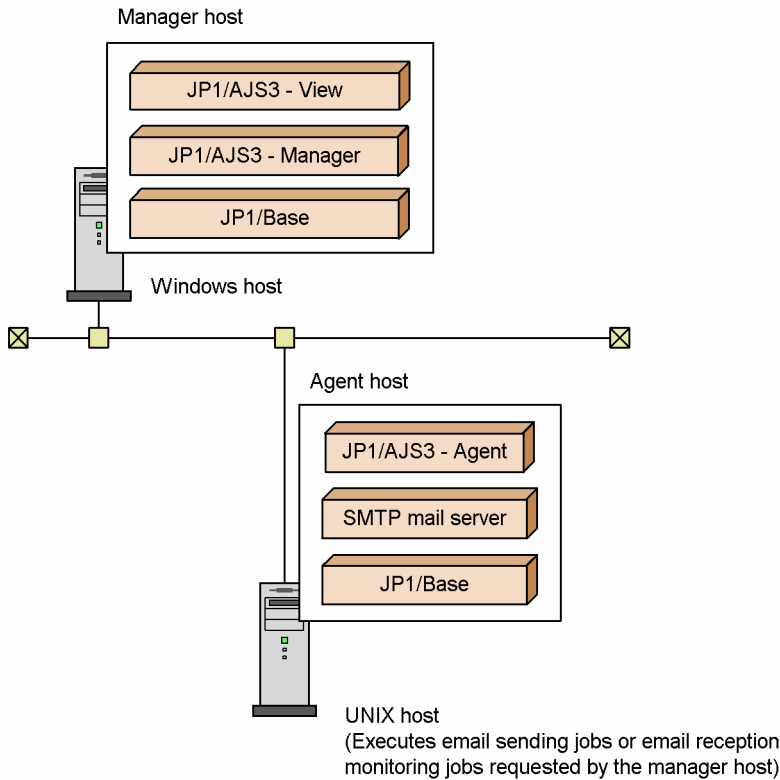 Manager host
JP1/AJS3 - View
JP1/AJS3 - Manager
JP1/Base
Windows host
Agent host
JP1/AJS3 - Agent
SMTP mail server
JP1/Base
UNIX host
(Executes email sending jobs or email reception
monitoring jobs requested by the manager host)